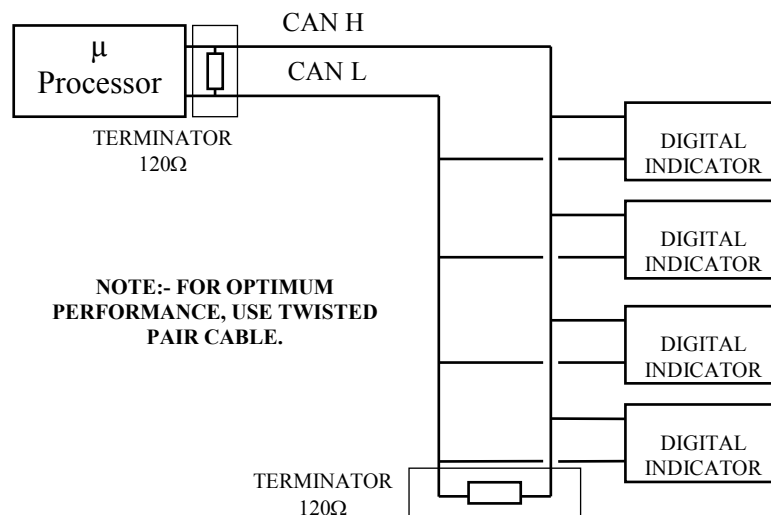 CAN H
μ
Processor
CAN L
TERMINATOR
120Ω
DIGITAL
INDICATOR
DIGITAL
INDICATOR
NOTE:- FOR OPTIMUM
PERFORMANCE, USE TWISTED
PAIR CABLE.
DIGITAL
INDICATOR
DIGITAL
INDICATOR
TERMINATOR
120Ω